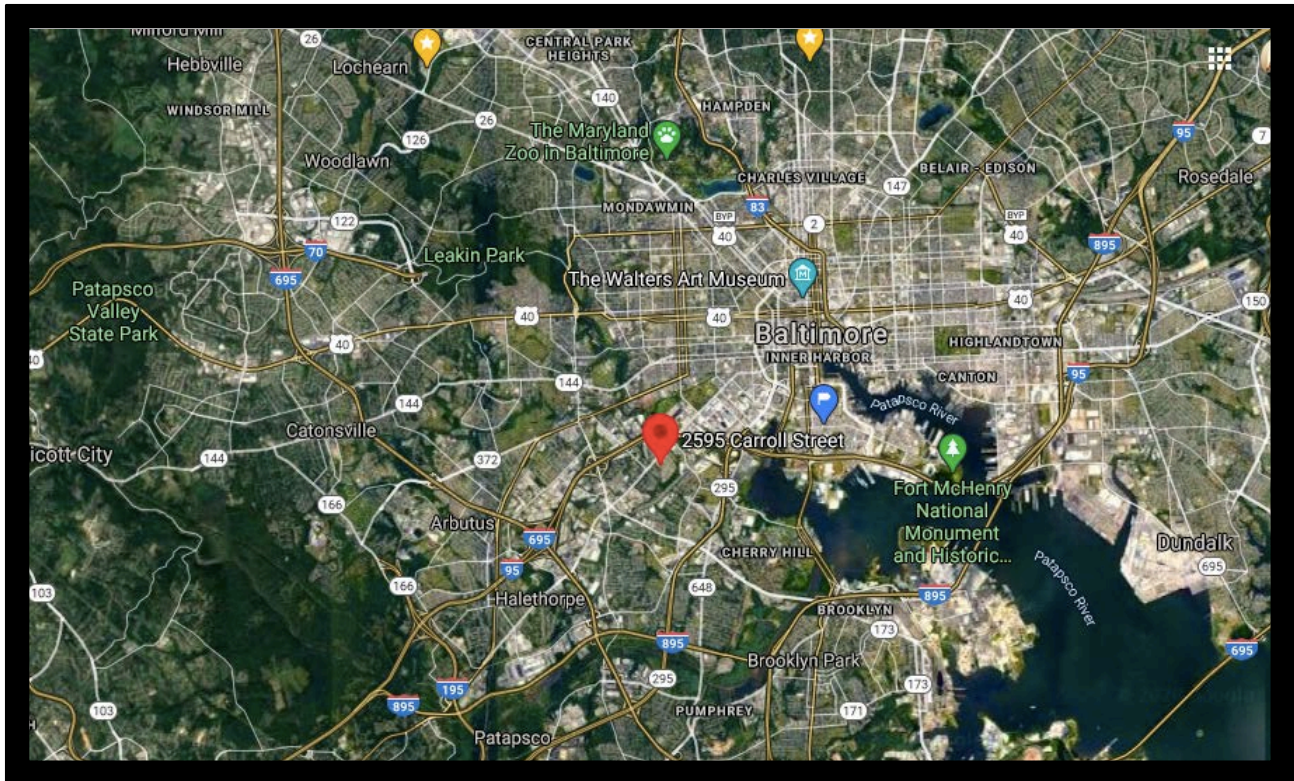 Milford Mill
26
CENTRAL PARK
HEIGHTS
Hebbville
Lochearn
WINDSOR MILL
140
HAMPDEN
95
7
26
126
The Maryland
Zoo in Baltimore
Woodlawn
CHARLES VILLAGE
BELAIR - EDISON
Rosedale
147
83
MONDAWMIN
122
BYP
40
2
BYP
40
895
70
695
Leakin Park
The Walters Art Museum
Patapsco
Valley
State Park
40
40
40
150
40
40
Baltimore
INNER HARBOR
HIGHLANDTOWN
95
CANTON
144
144
Patapsco River
Catonsville
2595 Carroll Street
icott City
144
372
295
Fort McHenry
National
Monument
and Historic...
166
Arbutus
695
CHERRY HILL
Dundalk
695
95
Patapsco River
166
648
103
Halethorpe
895
BROOKLYN
173
895
Brooklyn Park
695
295
173
195
895
103
PUMPHREY
171
H
Patapsco